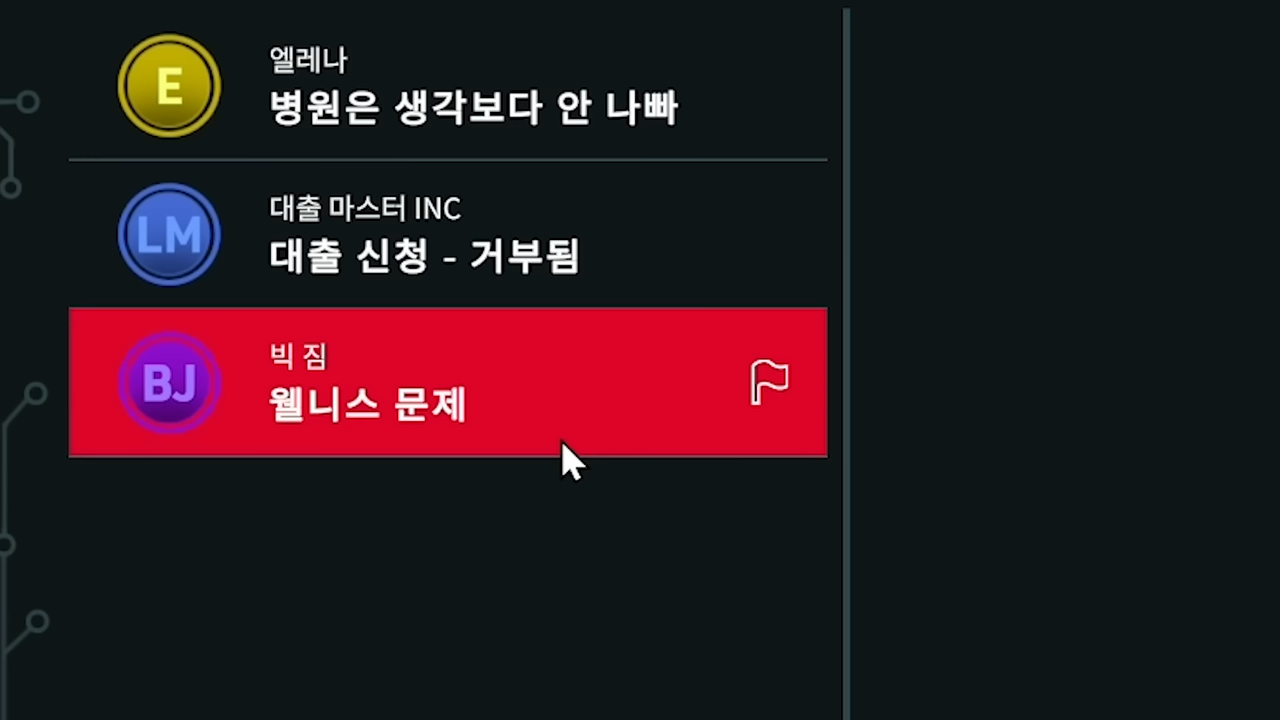 E
엘레나
병원은 생각보다 안 나빠
LM
대출 마스터 INC
대출 신청 - 거부됨
BJ
빅 짐
웰니스 문제